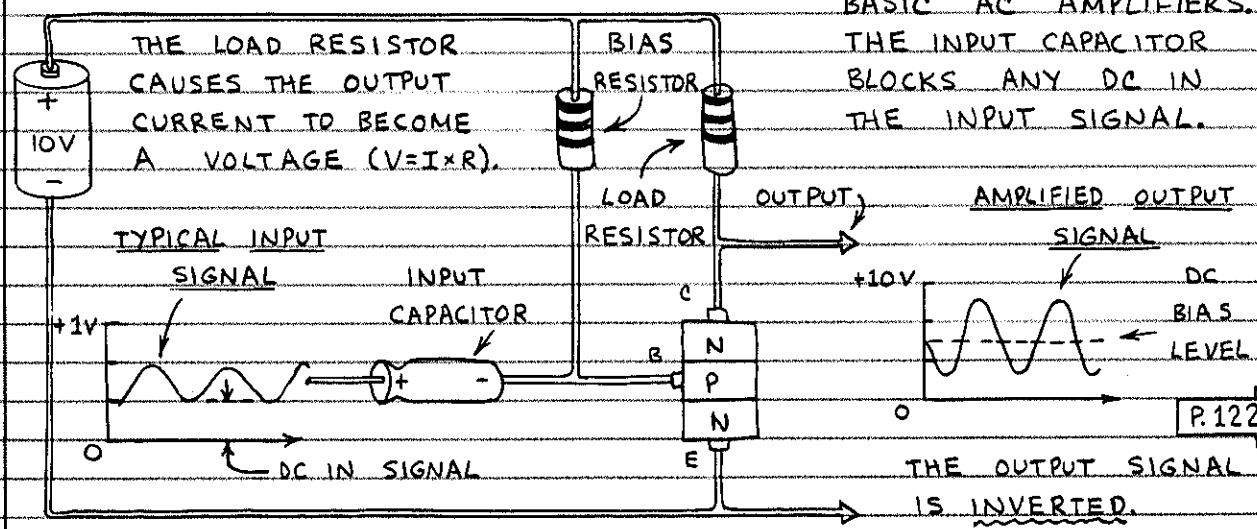 BASIC AC AMPLIFIERS.
THE LOAD RESISTOR
CAUSES THE OUTPUT
CURRENT TO BECOME
A VOLTAGE (V=I×R).
BIAS
RESISTOR
THE INPUT CAPACITOR
BLOCKS ANY DC IN
THE INPUT SIGNAL.
+
10V
-
LOAD
RESISTOR
OUTPUT
AMPLIFIED OUTPUT
SIGNAL
TYPICAL INPUT
SIGNAL
INPUT
CAPACITOR
+1V
O
DC IN SIGNAL
+
-
C
B
E
N
P
N
+10V
O
DC
BIAS
LEVEL
P.122
THE OUTPUT SIGNAL
IS INVERTED.